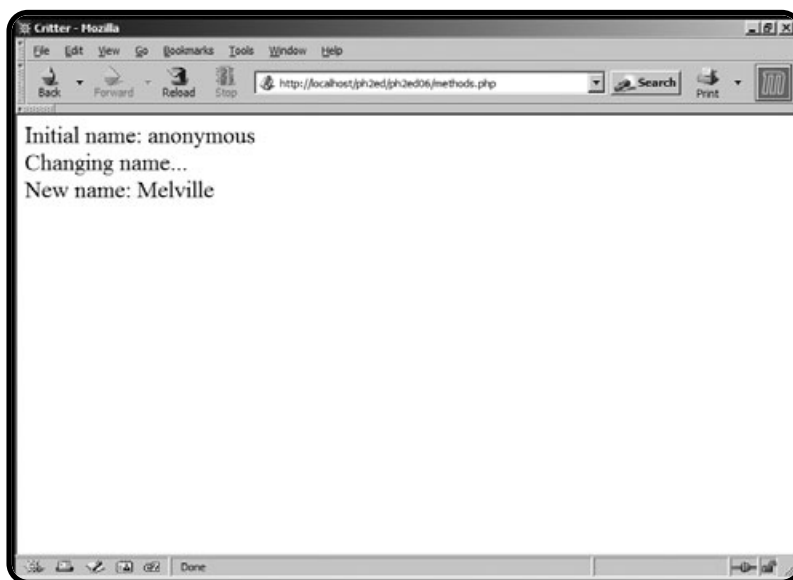 Critter - Mozilla
File Edit View Go Bookmarks Tools Window Help
Back Forward Reload Stop http://localhost/ph2ed/ph2ed06/methods.php Search Print
Initial name: anonymous
Changing name...
New name: Melville
Done